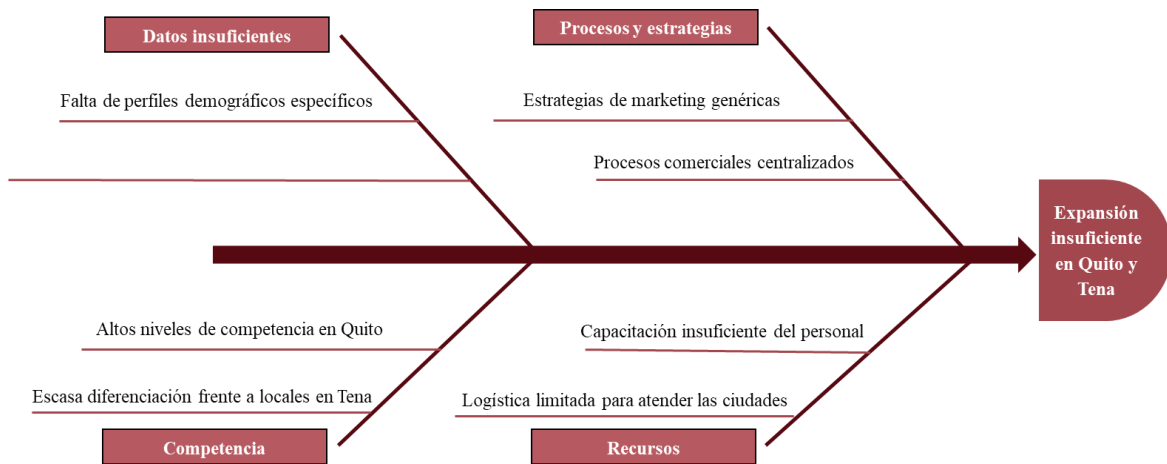 Datos insuficientes
Procesos y estrategias
Falta de perfiles demográficos específicos
Estrategias de marketing genéricas
Procesos comerciales centralizados
Expansión
insuficiente
en Quito y
Tena
Altos niveles de competencia en Quito
Capacitación insuficiente del personal
Escasa diferenciación frente a locales en Tena
Logística limitada para atender las ciudades
Competencia
Recursos